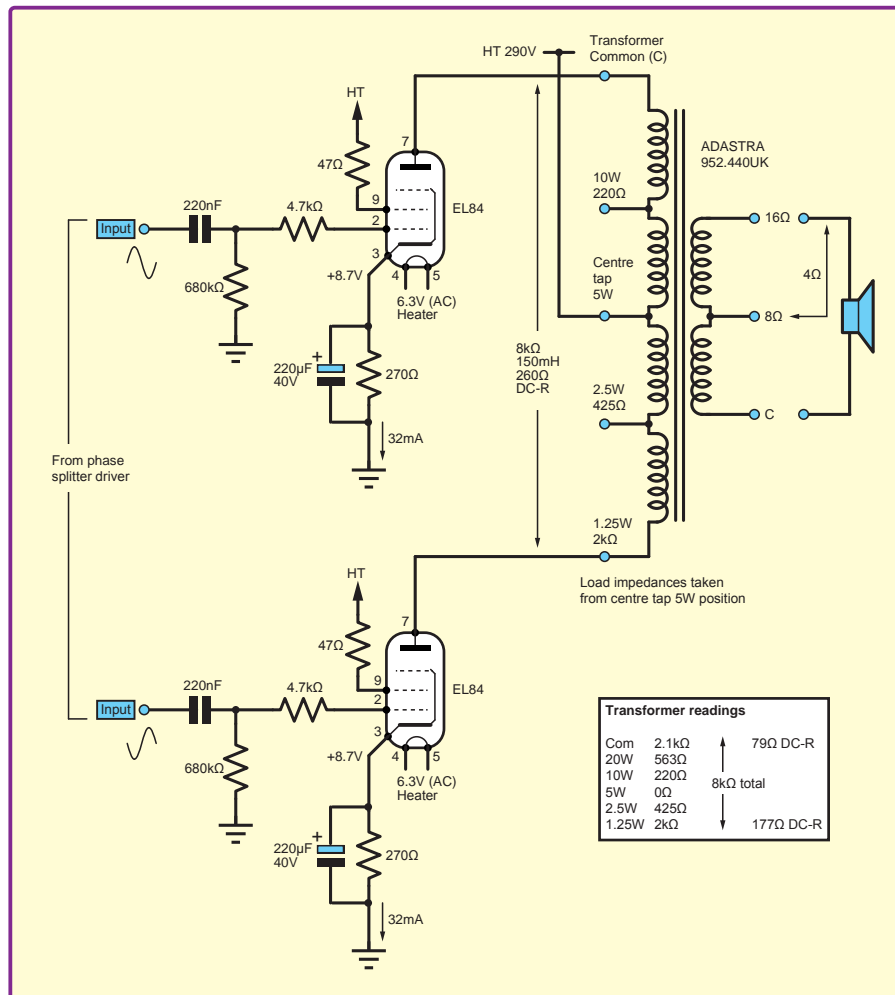 HT 290V
Transformer
Common (C)
HT
7
ADASTRA
952.440UK
47Ω
10W
220Ω
220nF
4.7kΩ
9
2
EL84
Input
16Ω
3
Centre
tap
5W
4Ω
680kΩ
+8.7V
4
5
6.3V (AC)
Heater
8Ω
8kΩ
150mH
260Ω
DC-R
+
220µF
40V
270Ω
2.5W
425Ω
C
32mA
From phase
splitter driver
1.25W
2kΩ
HT
Load impedances taken
from centre tap 5W position
7
47Ω
220nF
4.7kΩ
9
2
EL84
Input
3
680kΩ
+8.7V
4
5
6.3V (AC)
Heater
+
220µF
40V
270Ω
32mA
Transformer readings
Com 2.1kΩ 79Ω DC-R
20W 563Ω
10W 220Ω
5W 0Ω 8kΩ total
2.5W 425Ω
1.25W 2kΩ 177Ω DC-R